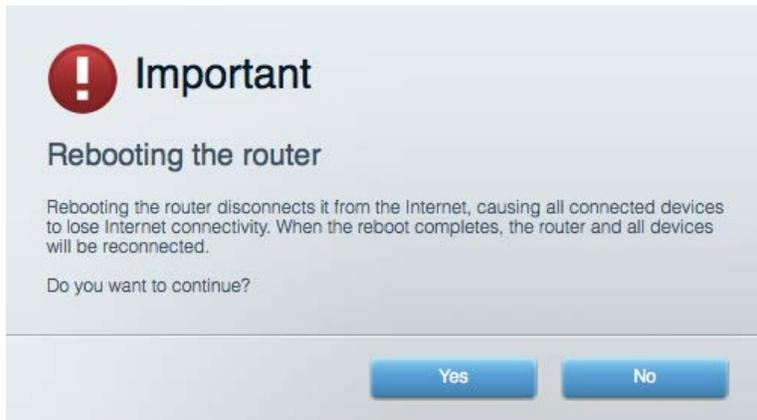 Important
Rebooting the router
Rebooting the router disconnects it from the Internet, causing all connected devices
to lose Internet connectivity. When the reboot completes, the router and all devices
will be reconnected.
Do you want to continue?
Yes
No